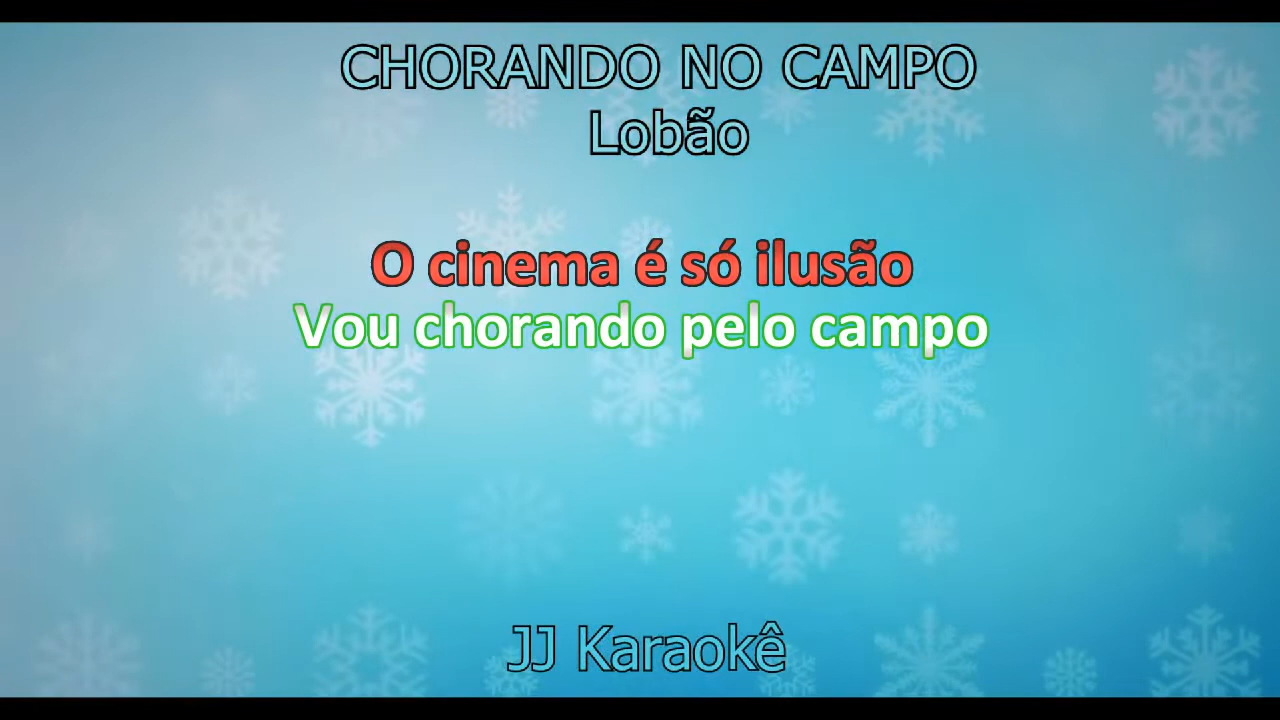 CHORANDO NO CAMPO
Lobão
O cinema é só ilusão
Vou chorando pelo campo
JJ Karaokê